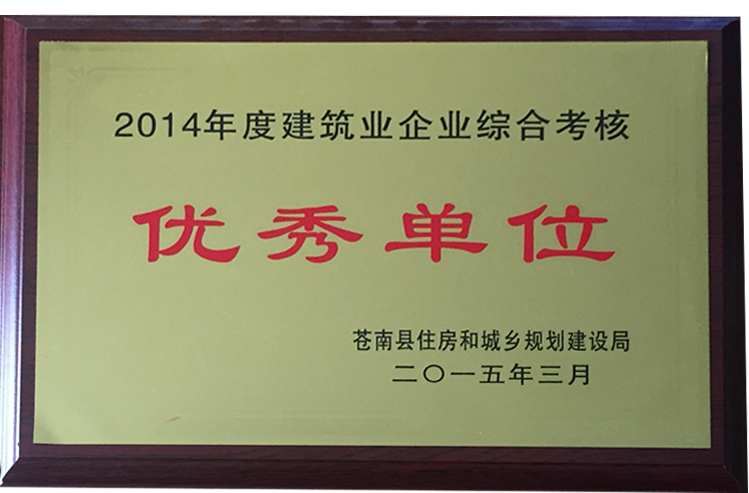 2014年度建筑业企业综合考核
优秀单位
苍南县住房和城乡规划建设局
二〇一五年三月